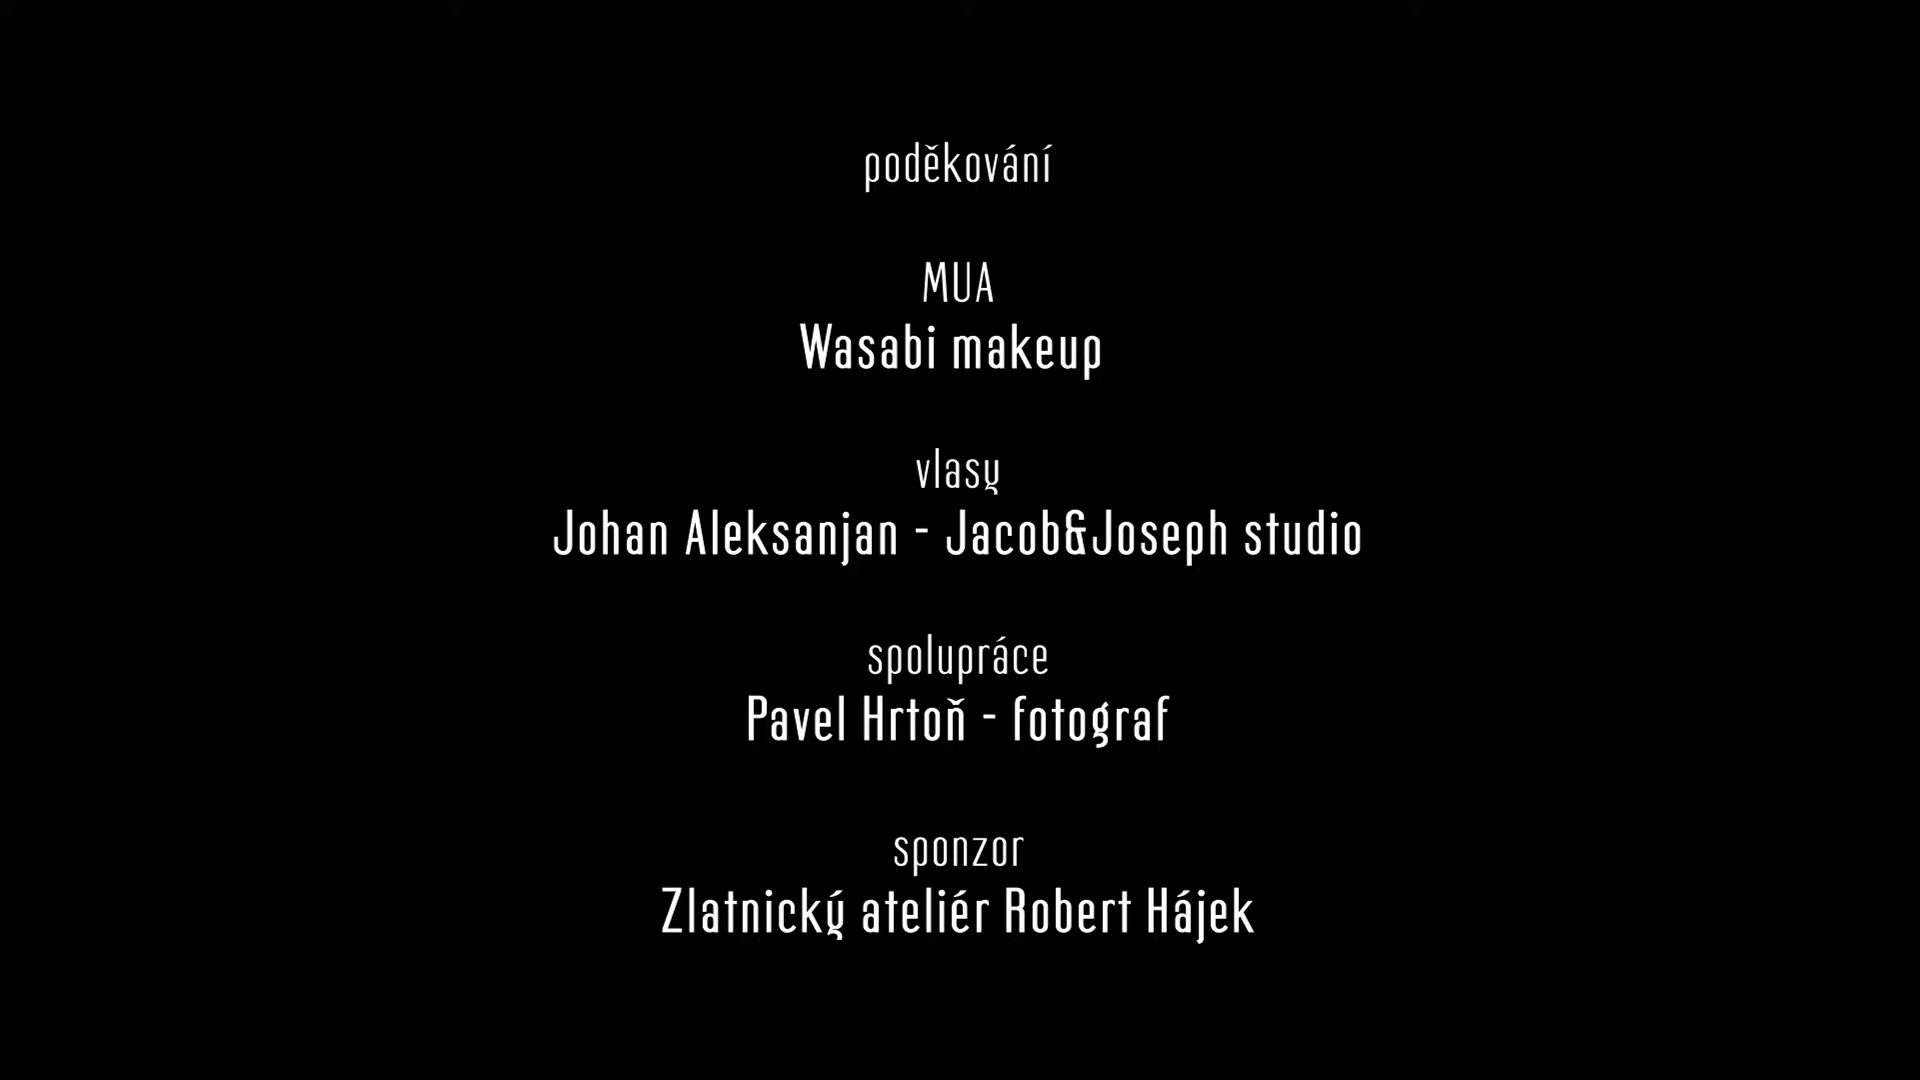 poděkování
MUA
Wasabi makeup
vlasy
Johan Aleksanjan - Jacob&Joseph studio
spolupráce
Pavel Hrtoň - fotograf
sponzor
Zlatnický ateliér Robert Hájek